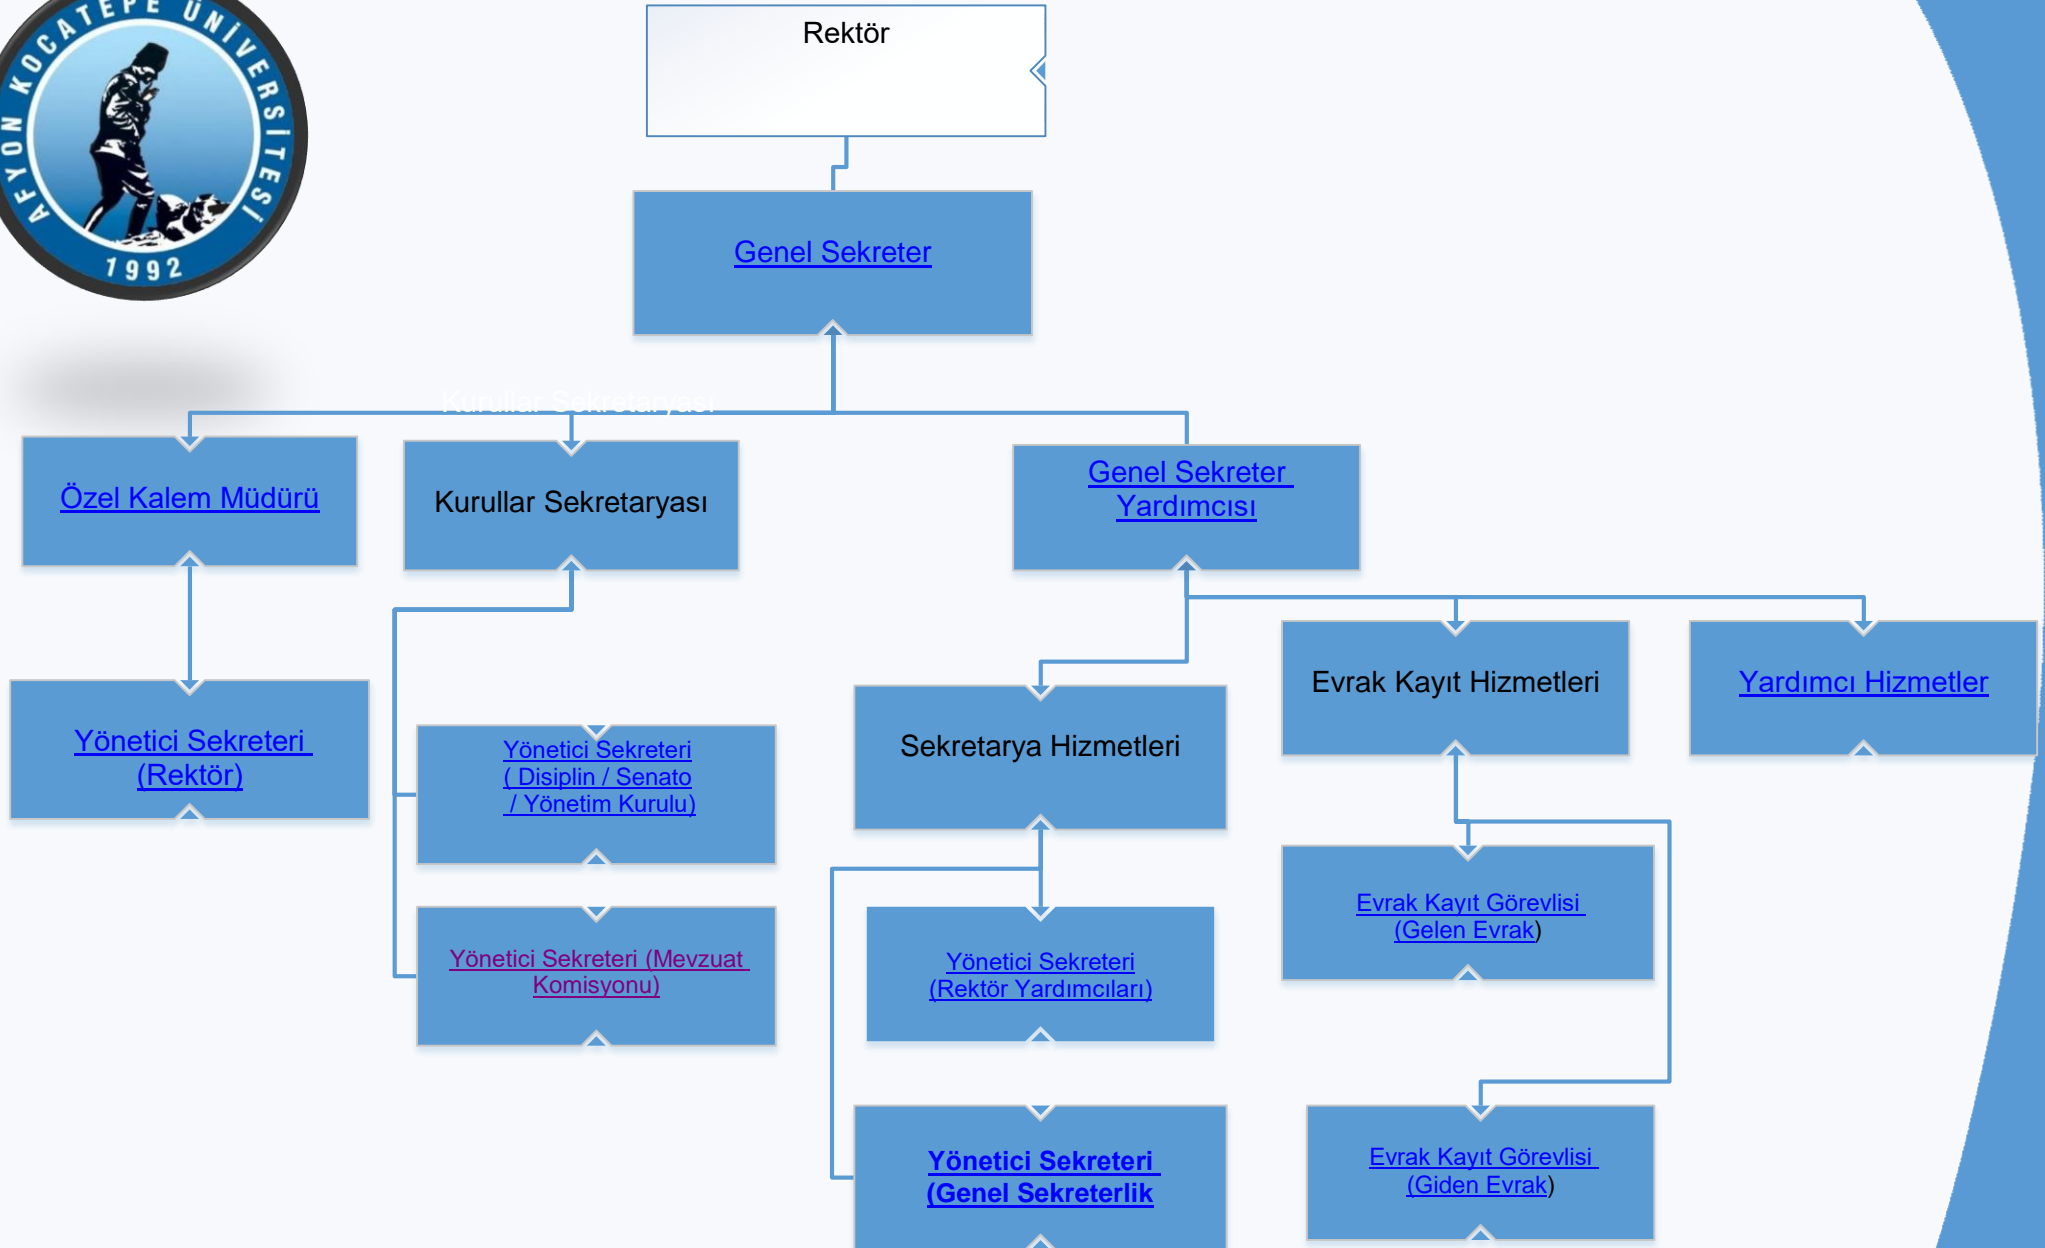 AFYON KOCATEPE ÜNİVERSİTESİ
1992
Rektör
Genel Sekreter
Kurullar Sekretaryası
Özel Kalem Müdürü
Kurullar Sekretaryası
Genel Sekreter
Yardımcısı
Yönetici Sekreteri
(Rektör)
Yönetici Sekreteri
( Disiplin / Senato
/ Yönetim Kurulu)
Yönetici Sekreteri (Mevzuat
Komisyonu)
Sekretarya Hizmetleri
Evrak Kayıt Hizmetleri
Yardımcı Hizmetler
Yönetici Sekreteri
(Rektör Yardımcıları)
Yönetici Sekreteri
(Genel Sekreterlik
Evrak Kayıt Görevlisi
(Gelen Evrak)
Evrak Kayıt Görevlisi
(Giden Evrak)